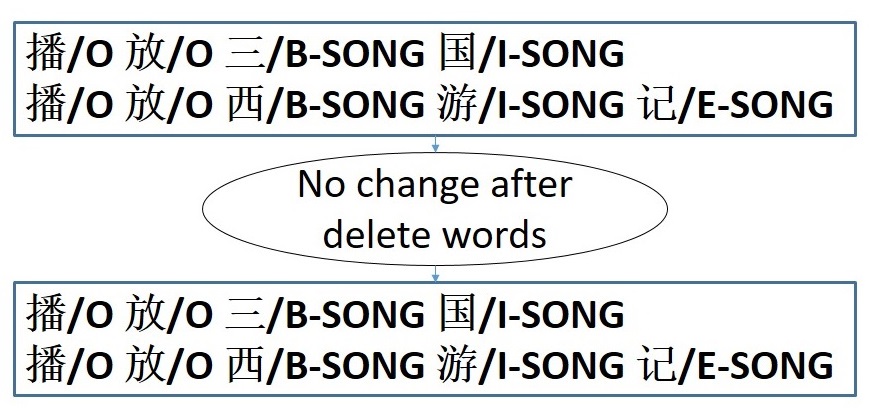 播/O 放/O 三/B-SONG 国/I-SONG
播/O 放/O 西/B-SONG 游/I-SONG 记/E-SONG
No change after
delete words
播/O 放/O 三/B-SONG 国/I-SONG
播/O 放/O 西/B-SONG 游/I-SONG 记/E-SONG